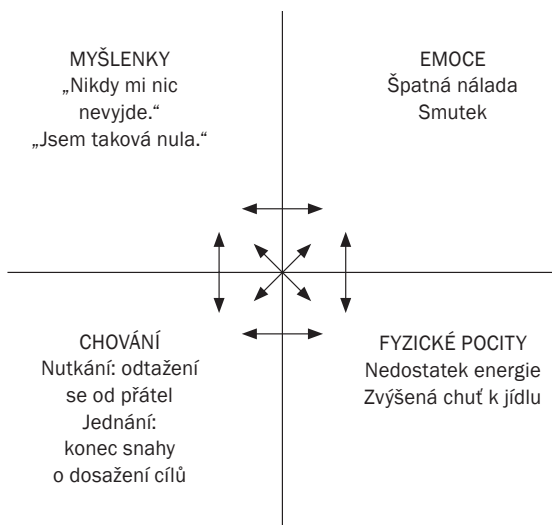 MYŠLENKY
„Nikdy mi nic
nevyjde.“
„Jsem taková nula.“
EMOCE
Špatná nálada
Smutek
CHOVÁNÍ
Nutkání: odtažení
se od přátel
Jednání:
konec snahy
o dosažení cílů
FYZICKÉ POCITY
Nedostatek energie
Zvýšená chuť k jídlu